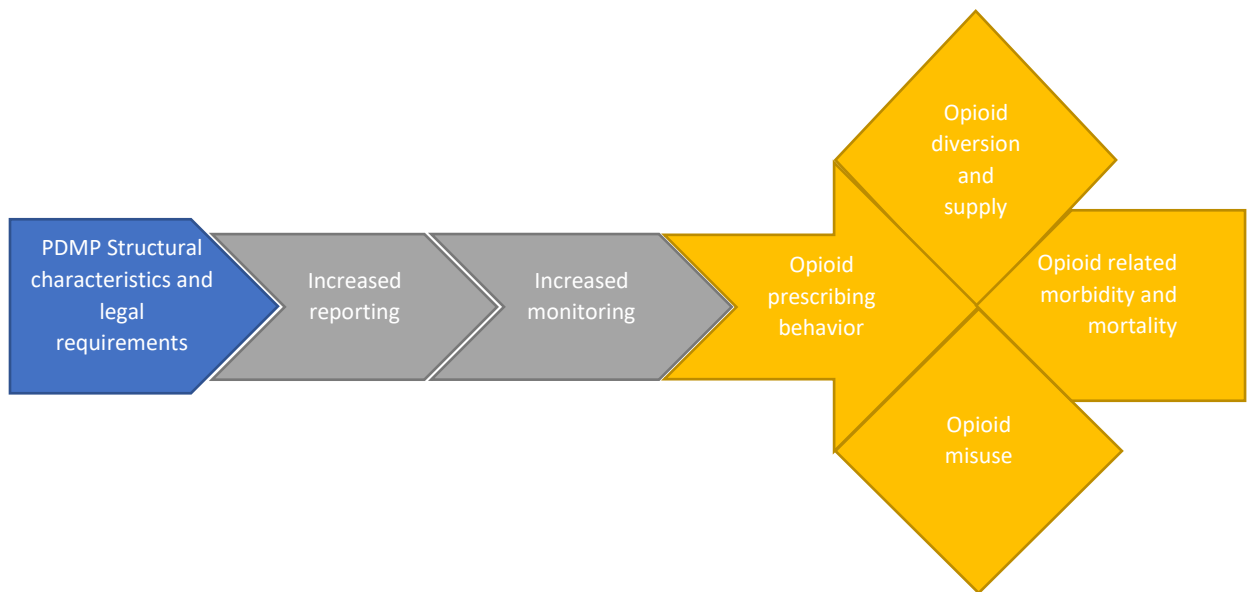 PDMP Structural
characteristics and
legal
requirements
Increased
reporting
Increased
monitoring
Opioid
prescribing
behavior
Opioid
diversion
and
supply
Opioid related
morbidity and
mortality
Opioid
misuse